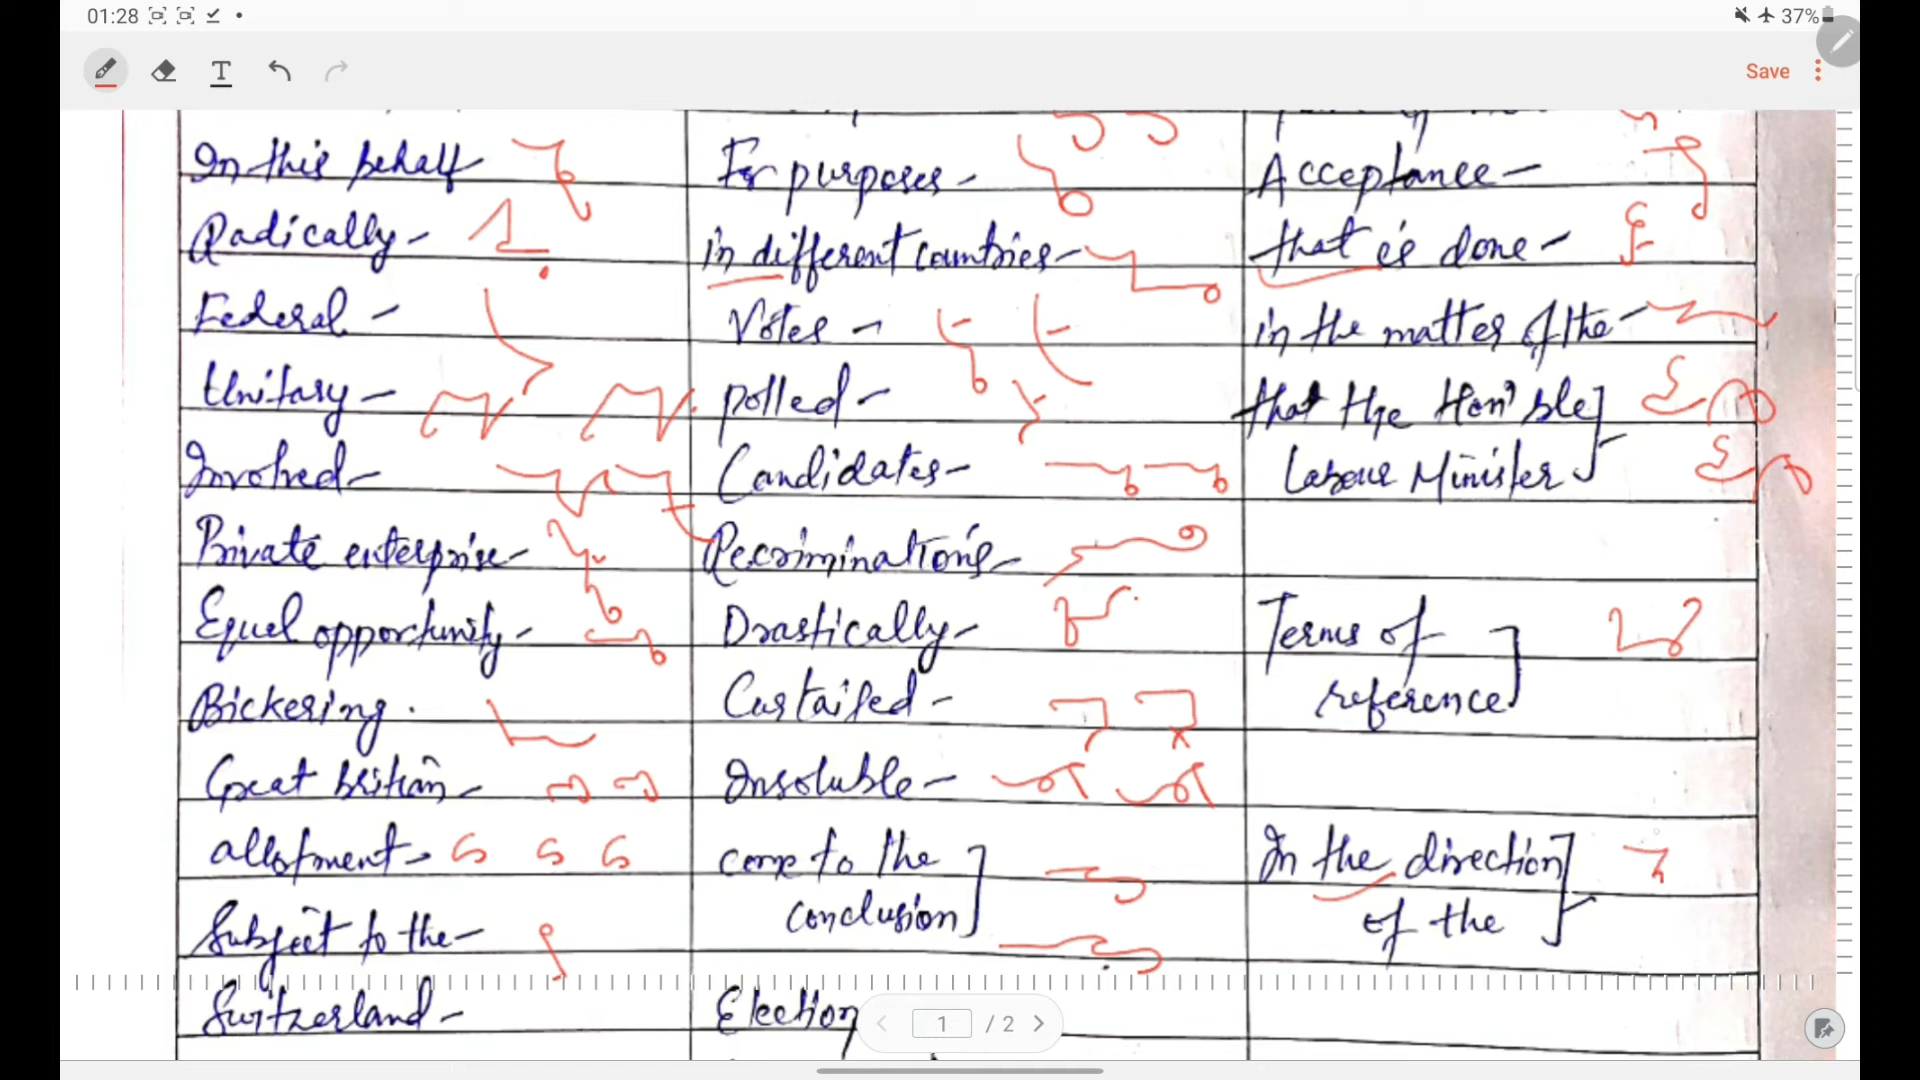 01:28
37%
Save
In this behalf
Radically -
Federal -
Unitary -
Involved -
Private enterprise -
Equal opportunity -
Bickering .
Great britian -
allotment -
Subject to the -
Switzerland -
For purposes -
in different countries -
Votes -
polled -
Candidates -
Recriminations -
Drastically -
Curtailed -
Insoluble -
come to the
conclusion
Election
Acceptance -
that is done -
in the matter of the -
that the Hon'ble
Labour Minister
Terms of
reference
In the direction
of the
1 / 2